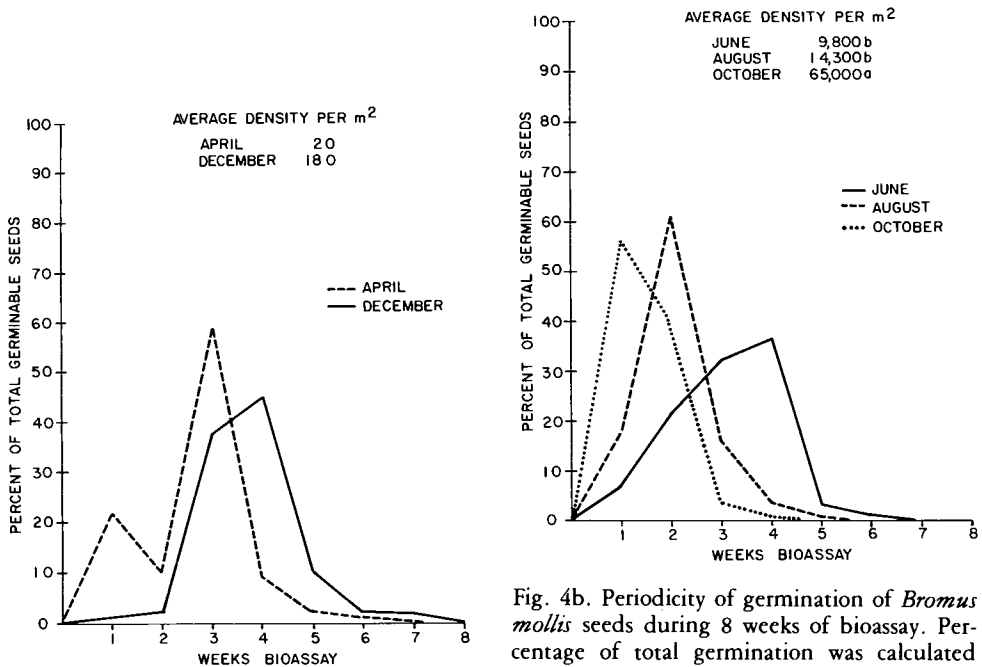 AVERAGE DENSITY PER m²
APRIL 20
DECEMBER 180
100
90
80
70
60
50
40
30
20
10
0
PERCENT OF TOTAL GERMINABLE SEEDS
APRIL
DECEMBER
1 2 3 4 5 6 7 8
WEEKS BIOASSAY
AVERAGE DENSITY PER m²
JUNE 9,800b
AUGUST 14,300b
OCTOBER 65,000a
100
90
80
70
60
50
40
30
20
10
0
PERCENT OF TOTAL GERMINABLE SEEDS
JUNE
AUGUST
OCTOBER
1 2 3 4 5 6 7 8
WEEKS BIOASSAY
Fig. 4b. Periodicity of germination of Bromus
mollis seeds during 8 weeks of bioassay. Per-
centage of total germination was calculated